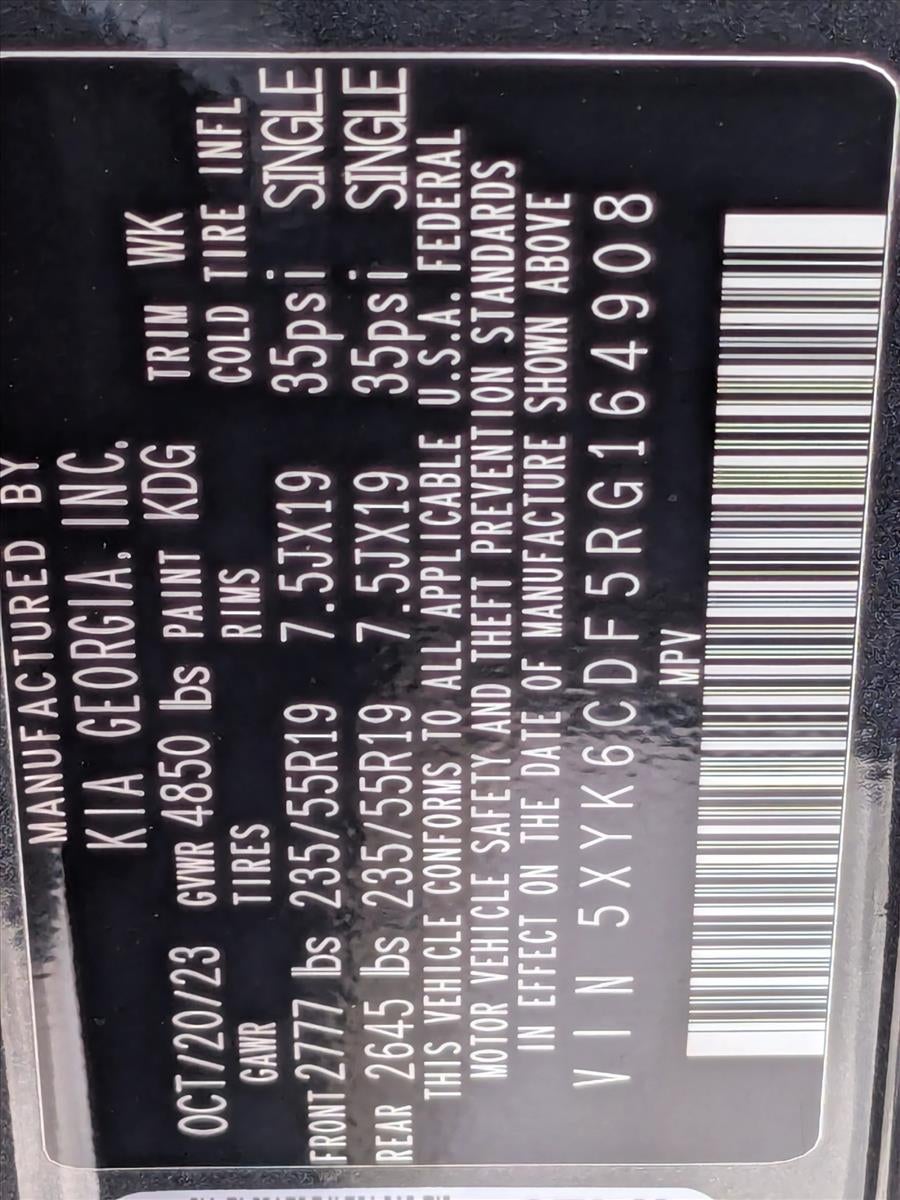 MANUFACTURED BY
KIA GEORGIA, INC.
OCT/20/23 GVWR 4850 lbs PAINT KDG TRIM WK
GAWR TIRES RIMS COLD TIRE INFL
FRONT 2777 lbs 235/55R19 7.5JX19 35psi SINGLE
REAR 2645 lbs 235/55R19 7.5JX19 35psi SINGLE
THIS VEHICLE CONFORMS TO ALL APPLICABLE U.S.A. FEDERAL
MOTOR VEHICLE SAFETY AND THEFT PREVENTION STANDARDS
IN EFFECT ON THE DATE OF MANUFACTURE SHOWN ABOVE
VIN 5XYK6CDF5RG164908
MPV